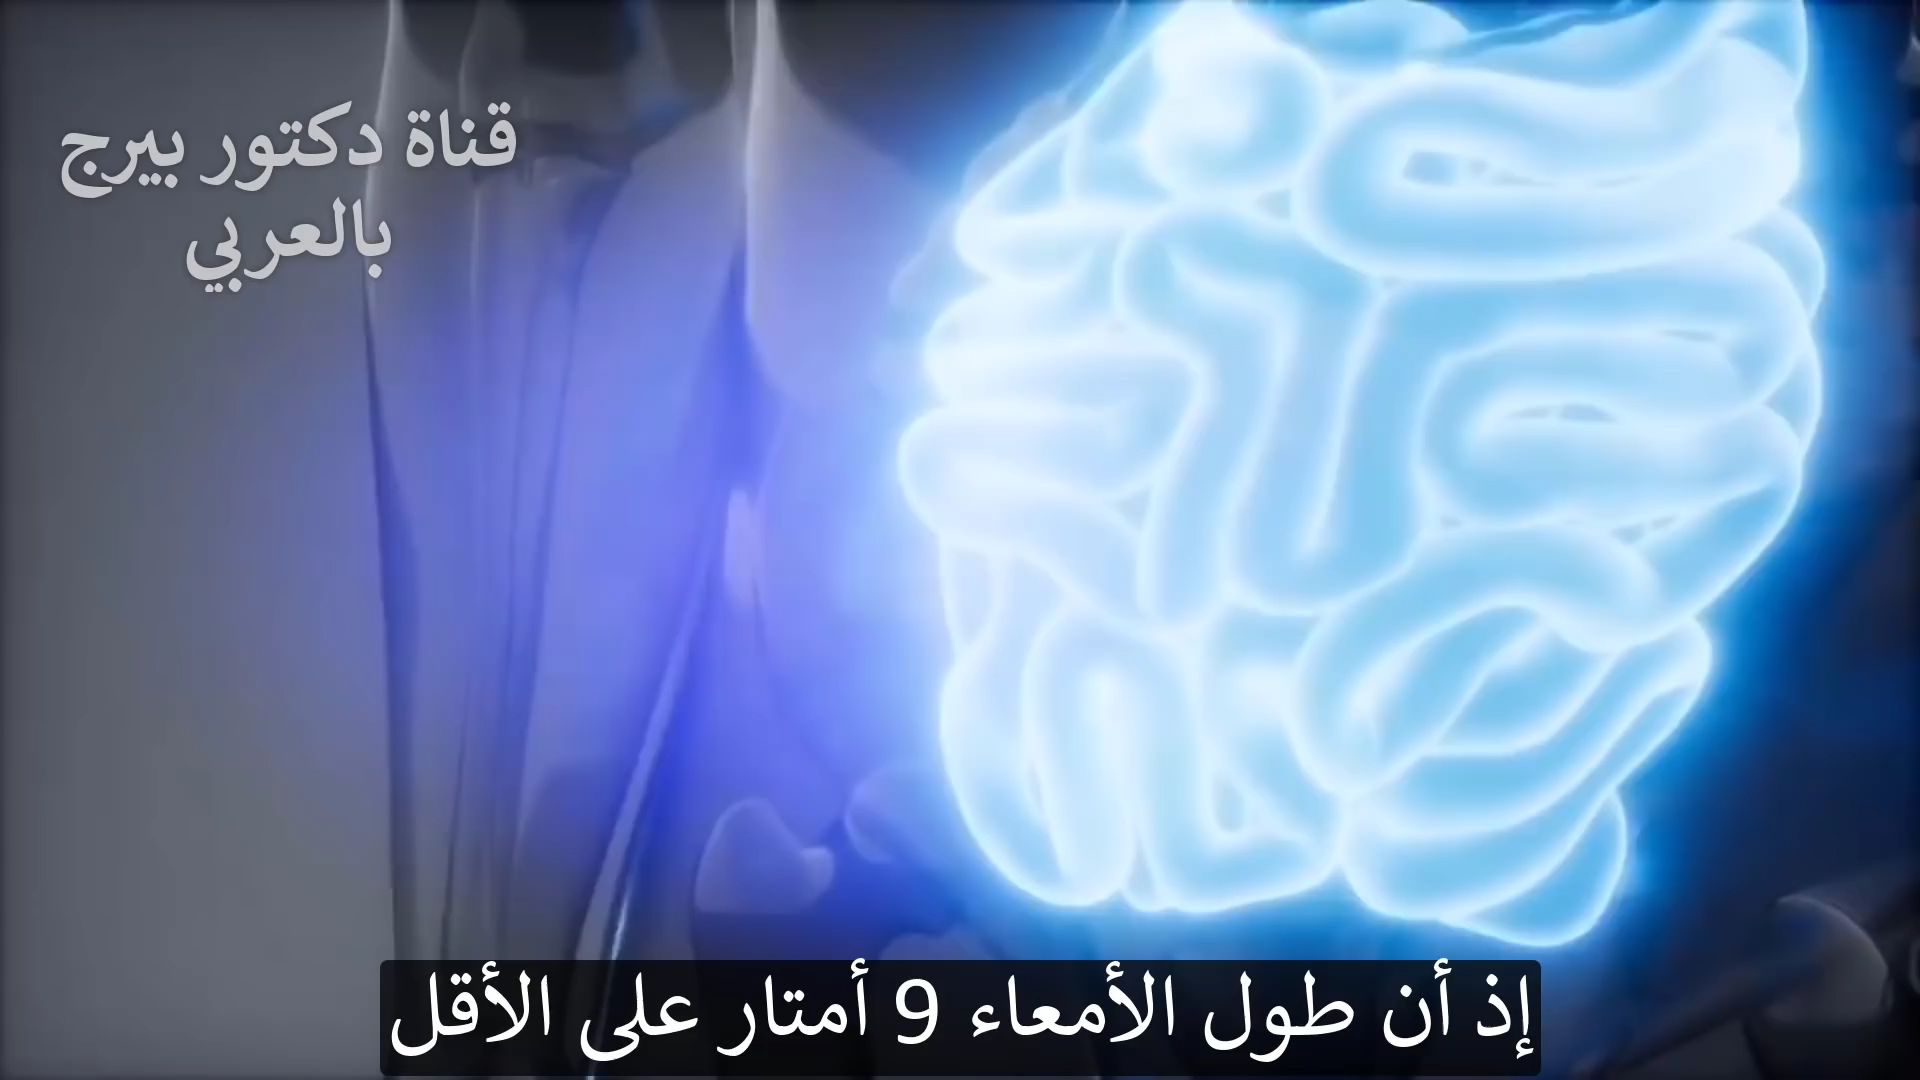 قناة دكتور بيرج
بالعربي
إذ أن طول الأمعاء 9 أمتار على الأقل